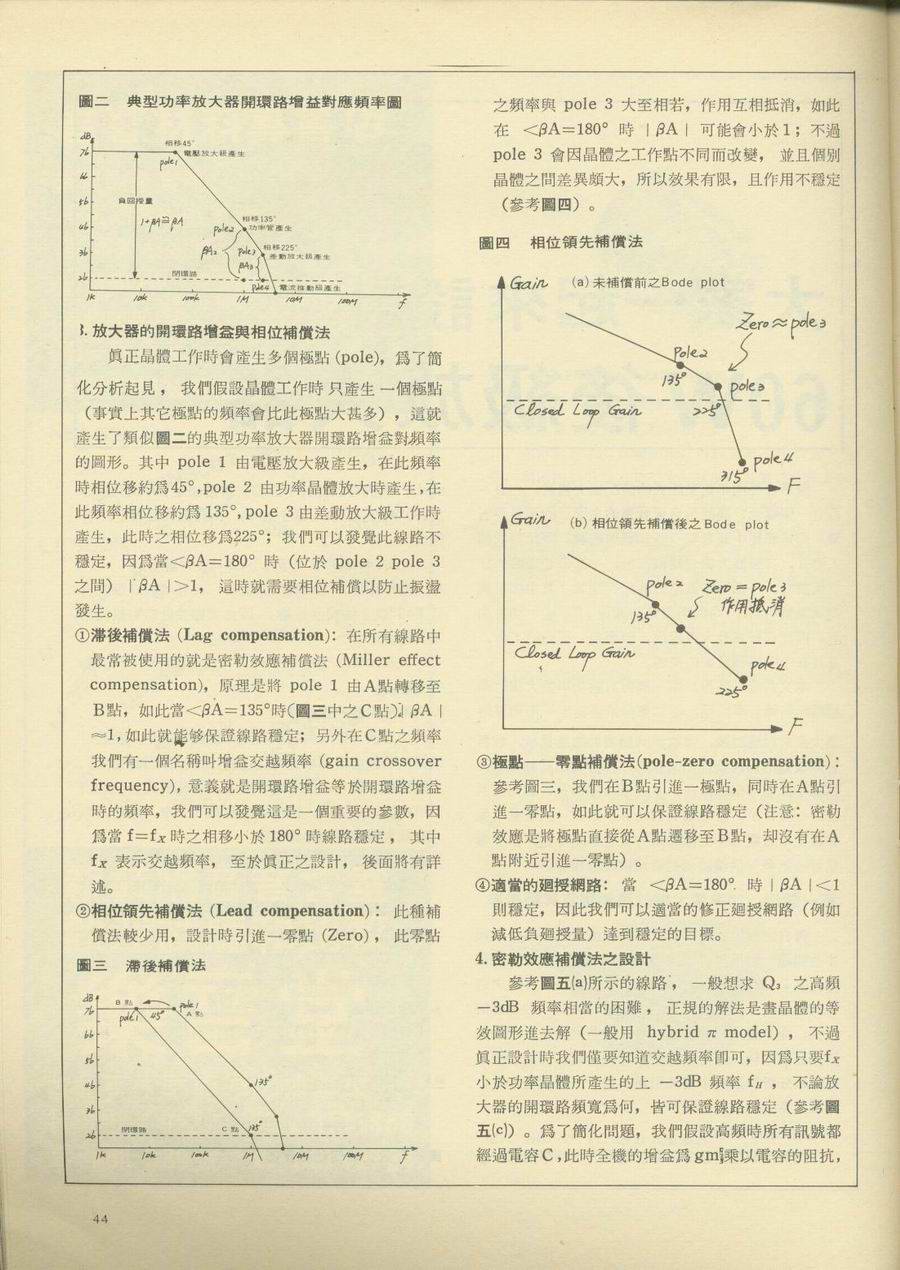 圖二　典型功率放大器開環路增益對應頻率圖
dB
76
相移45°
電壓放大級產生
pole1
66
56
負回授量
46
1+βA≅βA
相移135°
pole2
功率管產生
36
βA2
pole3
相移225°
差動放大級產生
βA3
26
閉環路
pole4
電流推動級產生
1K 10K 100K 1M 10M 100M f
3. 放大器的開環路增益與相位補償法
眞正晶體工作時會產生多個極點 (pole)，爲了簡
化分析起見，我們假設晶體工作時只產生一個極點
（事實上其它極點的頻率會比此極點大甚多），這就
產生了類似圖二的典型功率放大器開環路增益對頻率
的圖形。其中 pole 1 由電壓放大級產生，在此頻率
時相位移約爲45°，pole 2 由功率晶體放大時產生，在
此頻率相位移約爲 135°，pole 3 由差動放大級工作時
產生，此時之相位移爲225°；我們可以發覺此線路不
穩定，因爲當<βA=180° 時（位於 pole 2 pole 3
之間）｜βA｜>1，這時就需要相位補償以防止振盪
發生。
①滯後補償法 (Lag compensation)：在所有線路中
最常被使用的就是密勒效應補償法 (Miller effect
compensation)，原理是將 pole 1 由A點轉移至
B點，如此當<βA=135°時（圖三中之C點）｜βA｜
≈1，如此就能够保證線路穩定；另外在C點之頻率
我們有一個名稱叫增益交越頻率 (gain crossover
frequency)，意義就是開環路增益等於開環路增益
時的頻率，我們可以發覺這是一個重要的參數，因
爲當 f=fx 時之相移小於 180° 時線路穩定，其中
fx 表示交越頻率，至於眞正之設計，後面將有詳
述。
②相位領先補償法 (Lead compensation)：此種補
償法較少用，設計時引進一零點 (Zero)，此零點
圖三　滯後補償法
dB
76
B 點
pole1
A 點
pole1
45°
66
56
46
135°
36
閉環路
C 點
135°
26
1K 10K 100K 1M 10M 100M f
之頻率與 pole 3 大至相若，作用互相抵消，如此
在 <βA=180° 時｜βA｜可能會小於1；不過
pole 3 會因晶體之工作點不同而改變，並且個別
晶體之間差異頗大，所以效果有限，且作用不穩定
（參考圖四）。
圖四　相位領先補償法
Gain
(a) 未補償前之Bode plot
Zero≈pole3
Pole2
135°
pole3
Closed Loop Gain
225°
pole4
315°
F
Gain
(b) 相位領先補償後之 Bode plot
pole2
Zero=pole3
作用抵消
135°
Closed Loop Gain
pole4
225°
F
③極點——零點補償法(pole-zero compensation)：
參考圖三，我們在B點引進一極點，同時在A點引
進一零點，如此就可以保證線路穩定（注意：密勒
效應是將極點直接從A點遷移至B點，却沒有在A
點附近引進一零點）。
④適當的廻授網路：當 <βA=180°. 時｜βA｜<1
則穩定，因此我們可以適當的修正廻授網路（例如
減低負廻授量）達到穩定的目標。
4. 密勒效應補償法之設計
參考圖五(a)所示的線路，一般想求 Q3 之高頻
－3dB 頻率相當的困難，正規的解法是畫晶體的等
效圖形進去解（一般用 hybrid π model），不過
眞正設計時我們僅要知道交越頻率卽可，因爲只要fx
小於功率晶體所產生的上 －3dB 頻率 fH，不論放
大器的開環路頻寬爲何，皆可保證線路穩定（參考圖
五(c)）。爲了簡化問題，我們假設高頻時所有訊號都
經過電容C，此時全機的增益爲 gm乘以電容的阻抗，
44